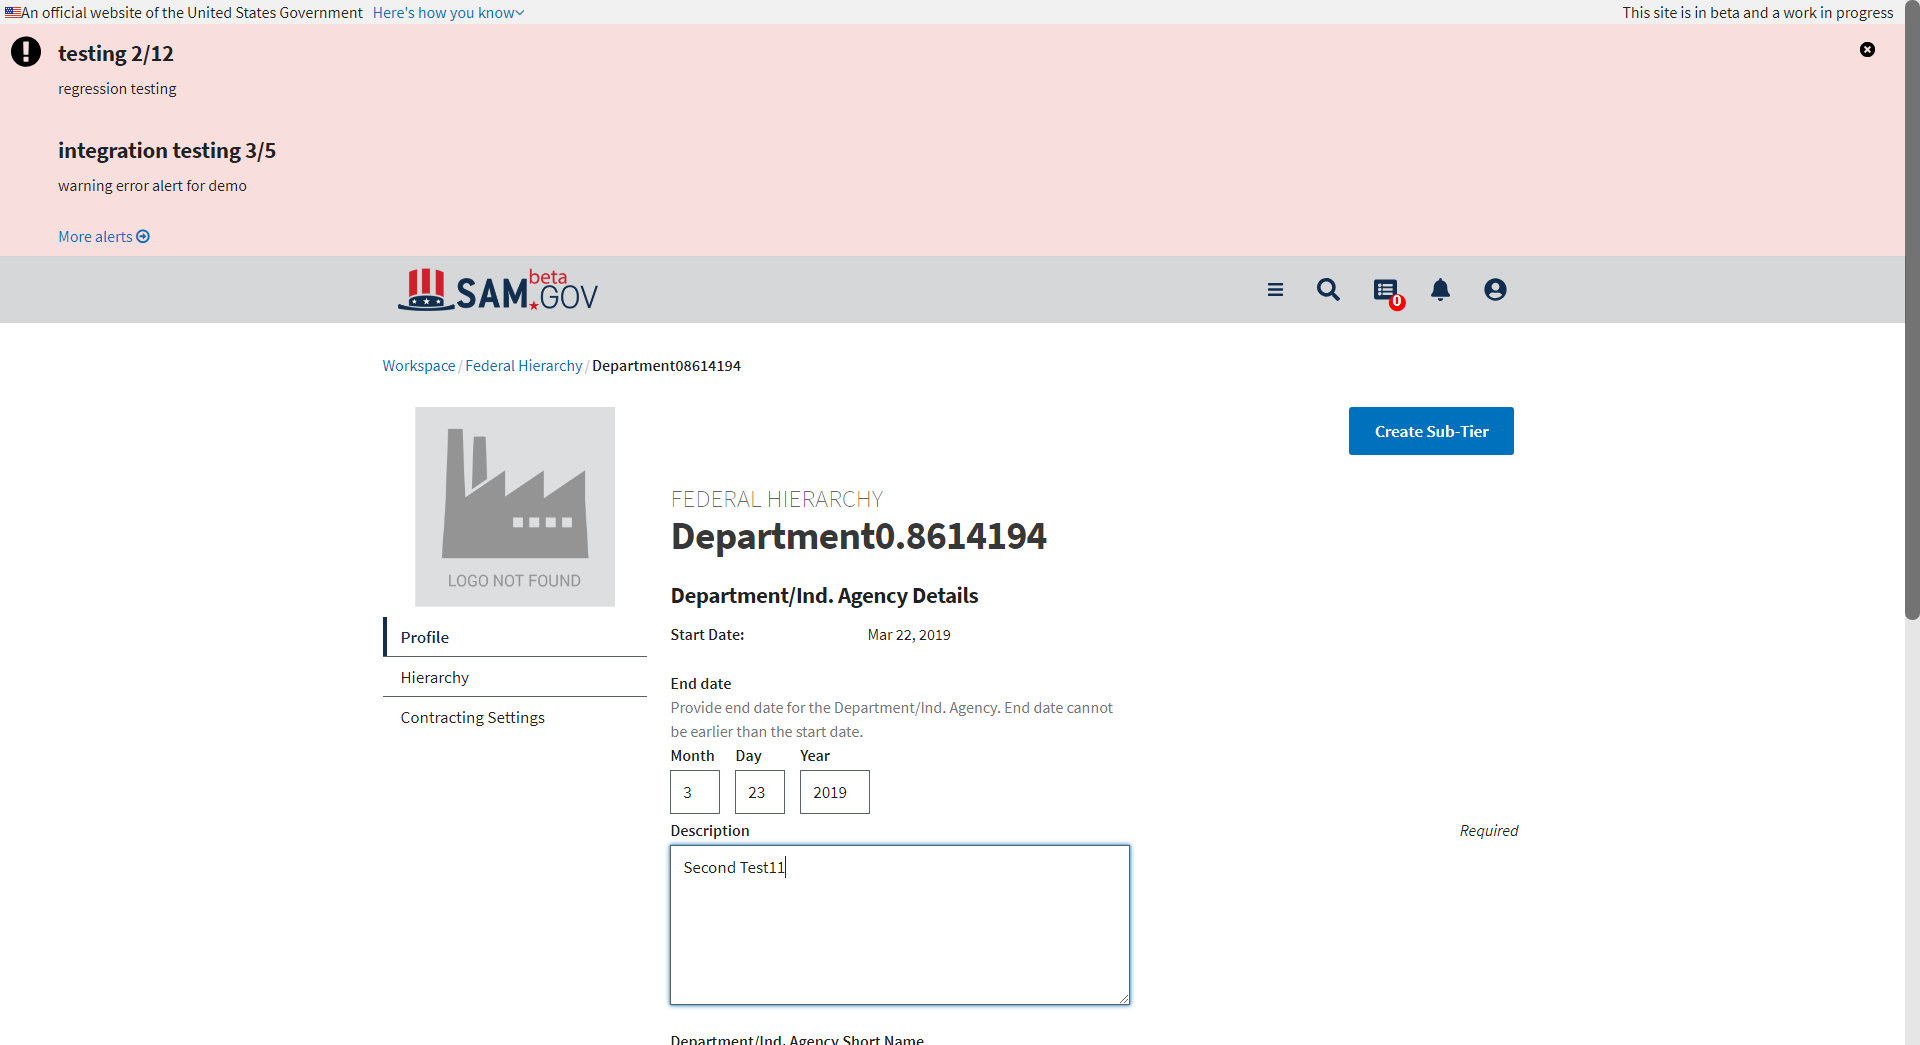 An official website of the United States Government Here's how you know
This site is in beta and a work in progress
testing 2/12
regression testing
integration testing 3/5
warning error alert for demo
More alerts
SAM.GOV beta
0
Workspace / Federal Hierarchy / Department08614194
LOGO NOT FOUND
Create Sub-Tier
FEDERAL HIERARCHY
Department0.8614194
Department/Ind. Agency Details
Start Date: Mar 22, 2019
Profile
Hierarchy
Contracting Settings
End date
Provide end date for the Department/Ind. Agency. End date cannot
be earlier than the start date.
Month Day Year
3 23 2019
Description Required
Second Test11
Department/Ind. Agency Short Name